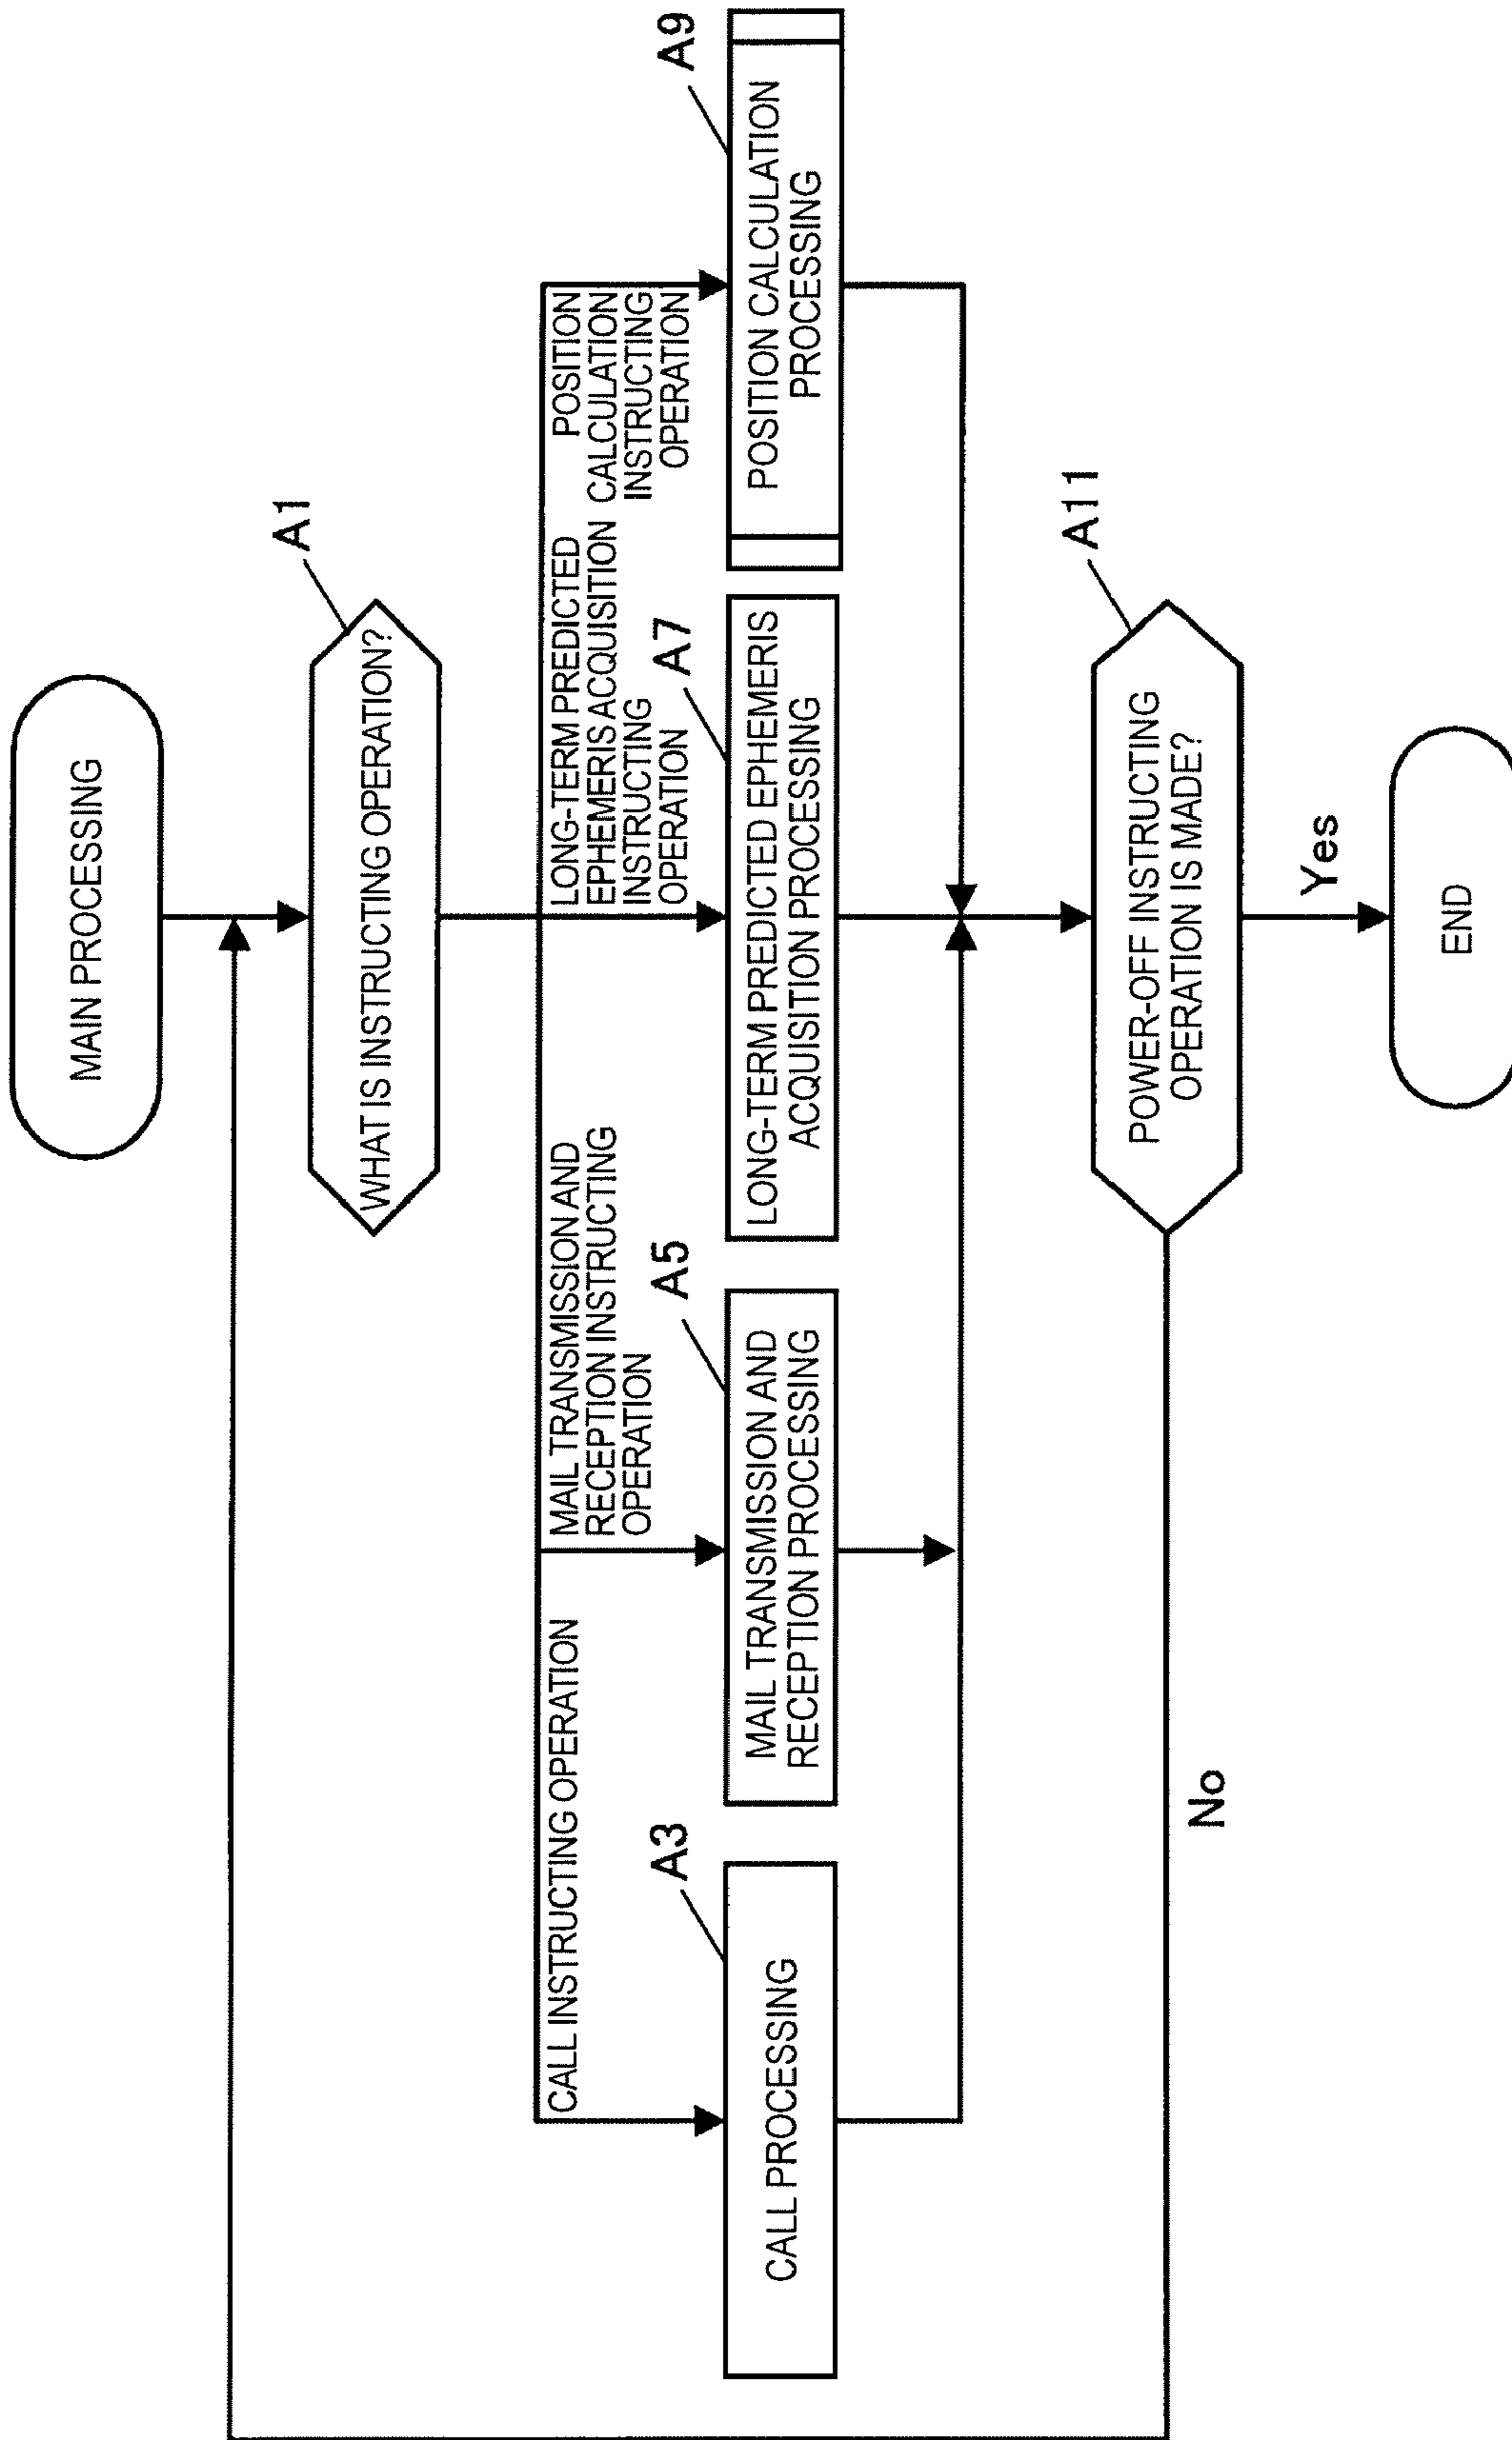 MAIN PROCESSING
A1
WHAT IS INSTRUCTING OPERATION?
CALL INSTRUCTING OPERATION
MAIL TRANSMISSION AND
RECEPTION INSTRUCTING
OPERATION
LONG-TERM PREDICTED
EPHEMERIS ACQUISITION
INSTRUCTING
OPERATION
POSITION
CALCULATION
INSTRUCTING
OPERATION
A3
CALL PROCESSING
A5
MAIL TRANSMISSION AND
RECEPTION PROCESSING
A7
LONG-TERM PREDICTED EPHEMERIS
ACQUISITION PROCESSING
A9
POSITION CALCULATION
PROCESSING
A11
POWER-OFF INSTRUCTING
OPERATION IS MADE?
No
Yes
END